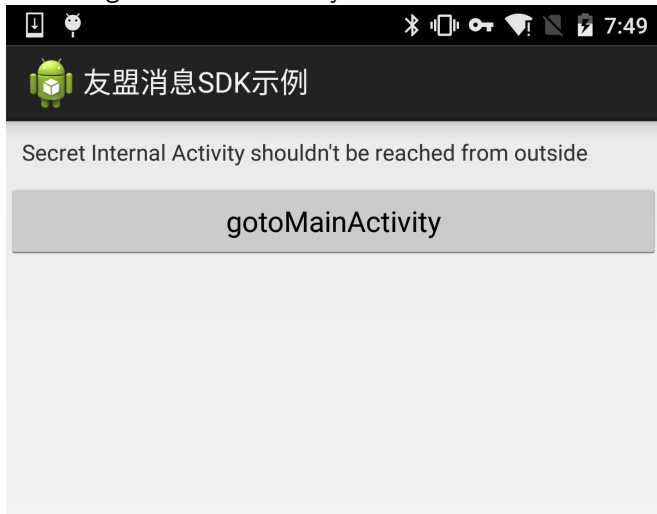 7:49
友盟消息SDK示例
Secret Internal Activity shouldn't be reached from outside
gotoMainActivity